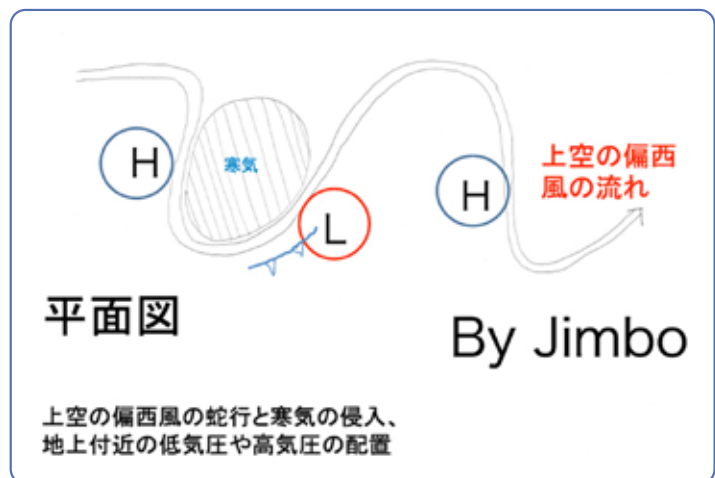 H
寒気
L
H
上空の偏西
風の流れ
平面図
By Jimbo
上空の偏西風の蛇行と寒気の侵入、
地上付近の低気圧や高気圧の配置